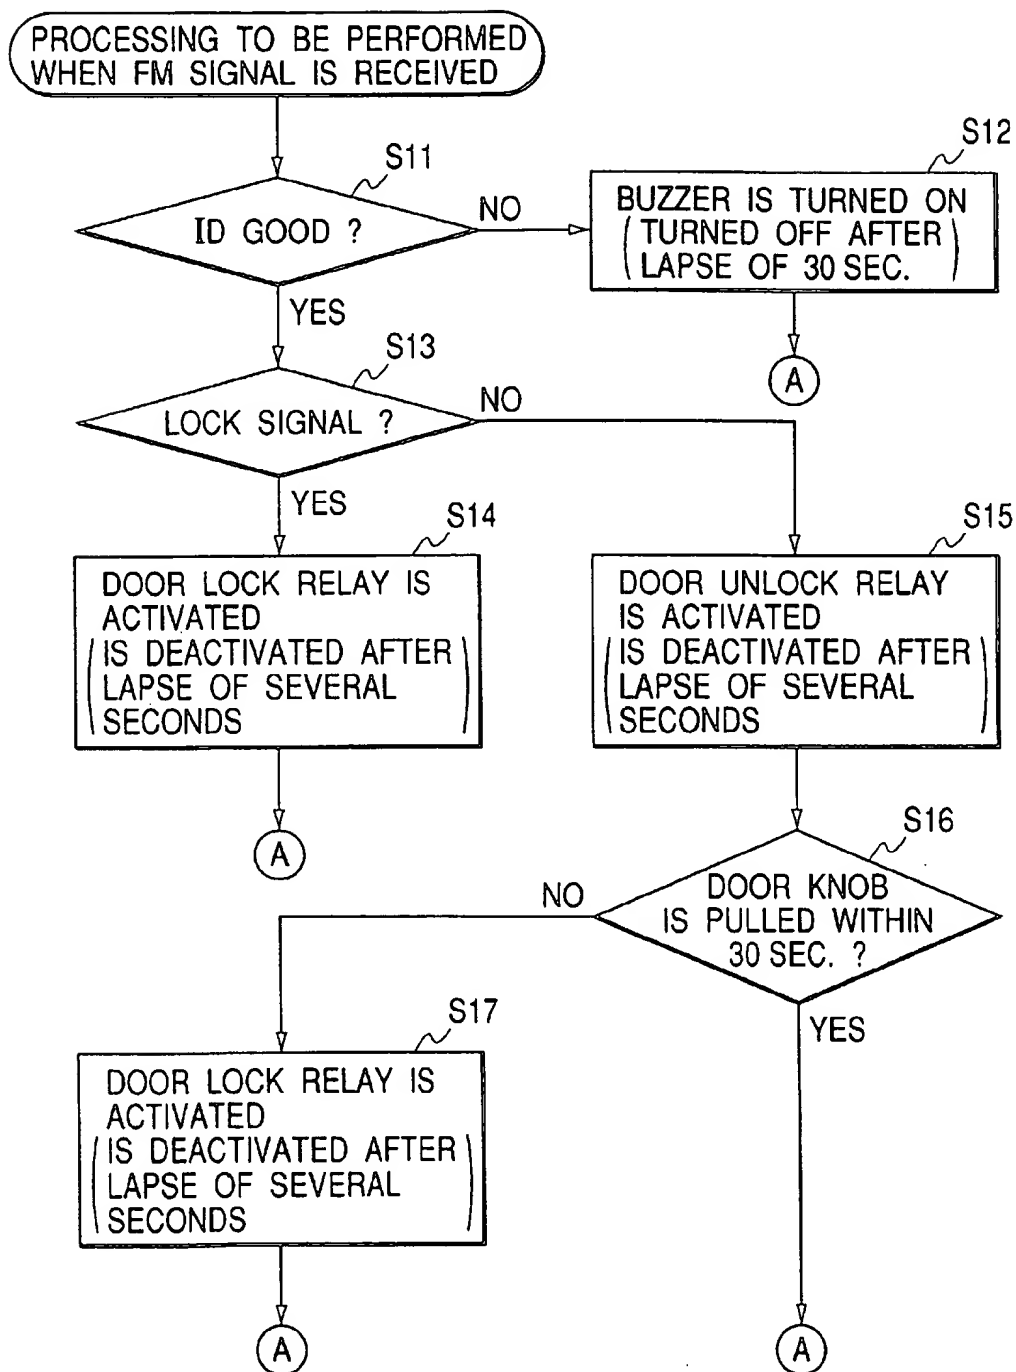 PROCESSING TO BE PERFORMED
WHEN FM SIGNAL IS RECEIVED
S11
ID GOOD ?
NO
YES
S12
BUZZER IS TURNED ON
(TURNED OFF AFTER
LAPSE OF 30 SEC.)
A
S13
LOCK SIGNAL ?
NO
YES
S14
DOOR LOCK RELAY IS
ACTIVATED
(IS DEACTIVATED AFTER
LAPSE OF SEVERAL
SECONDS)
A
S15
DOOR UNLOCK RELAY
IS ACTIVATED
(IS DEACTIVATED AFTER
LAPSE OF SEVERAL
SECONDS)
S16
DOOR KNOB
IS PULLED WITHIN
30 SEC. ?
NO
YES
S17
DOOR LOCK RELAY IS
ACTIVATED
(IS DEACTIVATED AFTER
LAPSE OF SEVERAL
SECONDS)
A
A